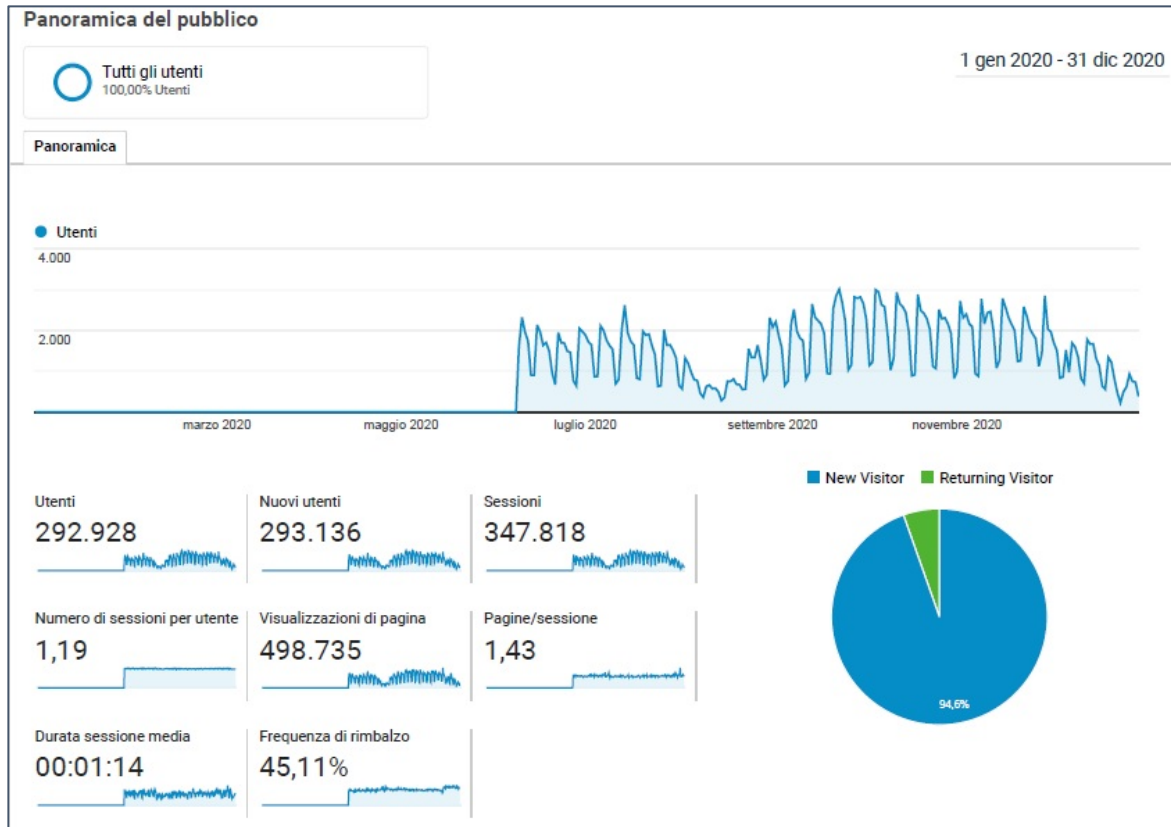 Panoramica del pubblico
Tutti gli utenti
100,00% Utenti
1 gen 2020 - 31 dic 2020
Panoramica
Utenti
4.000
2.000
marzo 2020 maggio 2020 luglio 2020 settembre 2020 novembre 2020
New Visitor Returning Visitor
Utenti Nuovi utenti Sessioni
292.928 293.136 347.818
Numero di sessioni per utente Visualizzazioni di pagina Pagine/sessione
1,19 498.735 1,43
94,6%
Durata sessione media Frequenza di rimbalzo
00:01:14 45,11%